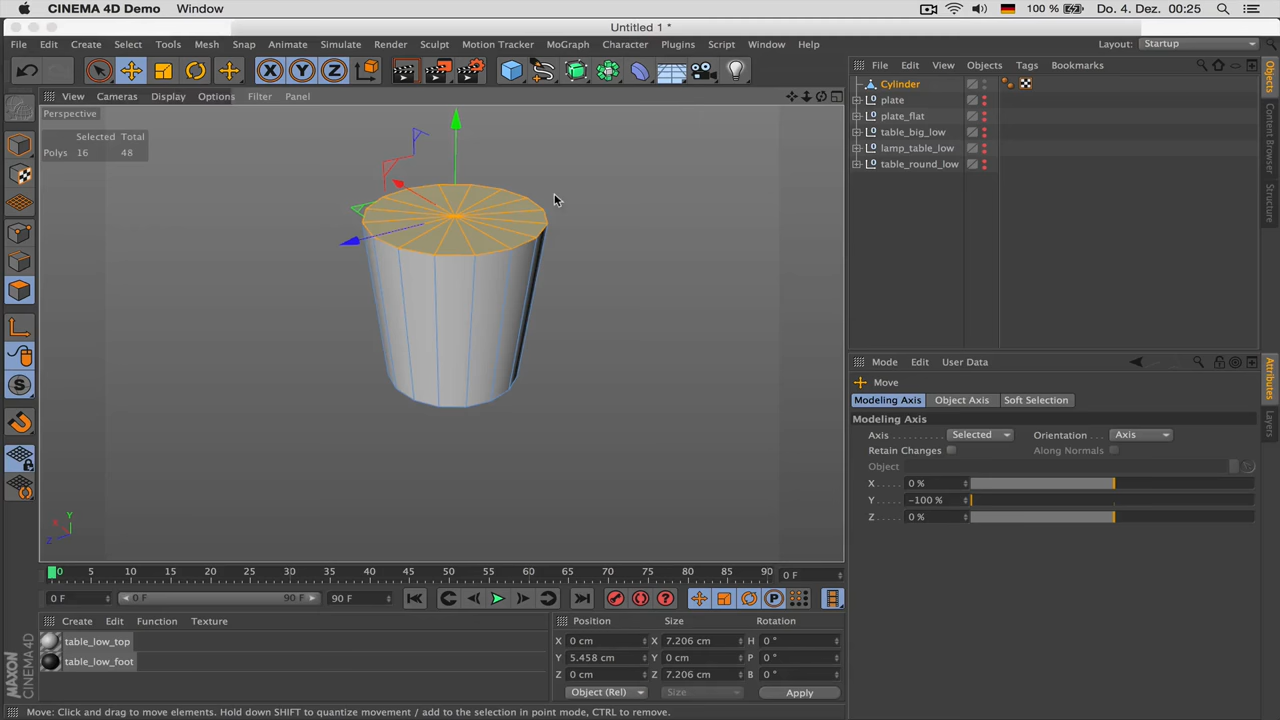 CINEMA 4D Demo Window 100 % Do. 4. Dez. 00:25
Untitled 1 *
File Edit Create Select Tools Mesh Snap Animate Simulate Render Sculpt Motion Tracker MoGraph Character Plugins Script Window Help Layout: Startup
X Y Z
File Edit View Objects Tags Bookmarks
View Cameras Display Options Filter Panel
Perspective
Selected Total
Polys 16 48
Cylinder
plate
plate_flat
table_big_low
lamp_table_low
table_round_low
Objects
Content Browser
Structure
Mode Edit User Data
Move
Modeling Axis Object Axis Soft Selection
Modeling Axis
Axis Selected Orientation Axis
Retain Changes Along Normals
Object
X 0 %
Y -100 %
Z 0 %
Attributes
Layers
S
Y
X
Z
0 5 10 15 20 25 30 35 40 45 50 55 60 65 70 75 80 85 90 0 F
0 F 0 F 90 F 90 F P
Create Edit Function Texture
table_low_top
table_low_foot
Position Size Rotation
X 0 cm X 7.206 cm H 0 °
Y 5.458 cm Y 0 cm P 0 °
Z 0 cm Z 7.206 cm B 0 °
Object (Rel) Size Apply
MAXON CINEMA 4D
Move: Click and drag to move elements. Hold down SHIFT to quantize movement / add to the selection in point mode, CTRL to remove.